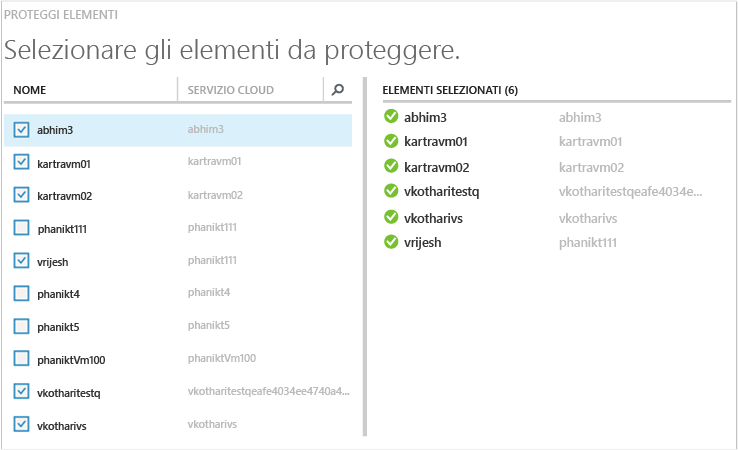 PROTEGGI ELEMENTI
Selezionare gli elementi da proteggere.
NOME SERVIZIO CLOUD
abhim3 abhim3
kartravm01 kartravm01
kartravm02 kartravm02
phanikt111 phanikt111
vrijesh phanikt111
phanikt4 phanikt4
phanikt5 phanikt5
phaniktVm100 phaniktVm100
vkotharitestq vkotharitestqeafe4034ee4740a4...
vkotharivs vkotharivs
ELEMENTI SELEZIONATI (6)
abhim3 abhim3
kartravm01 kartravm01
kartravm02 kartravm02
vkotharitestq vkotharitestqeafe4034e...
vkotharivs vkotharivs
vrijesh phanikt111